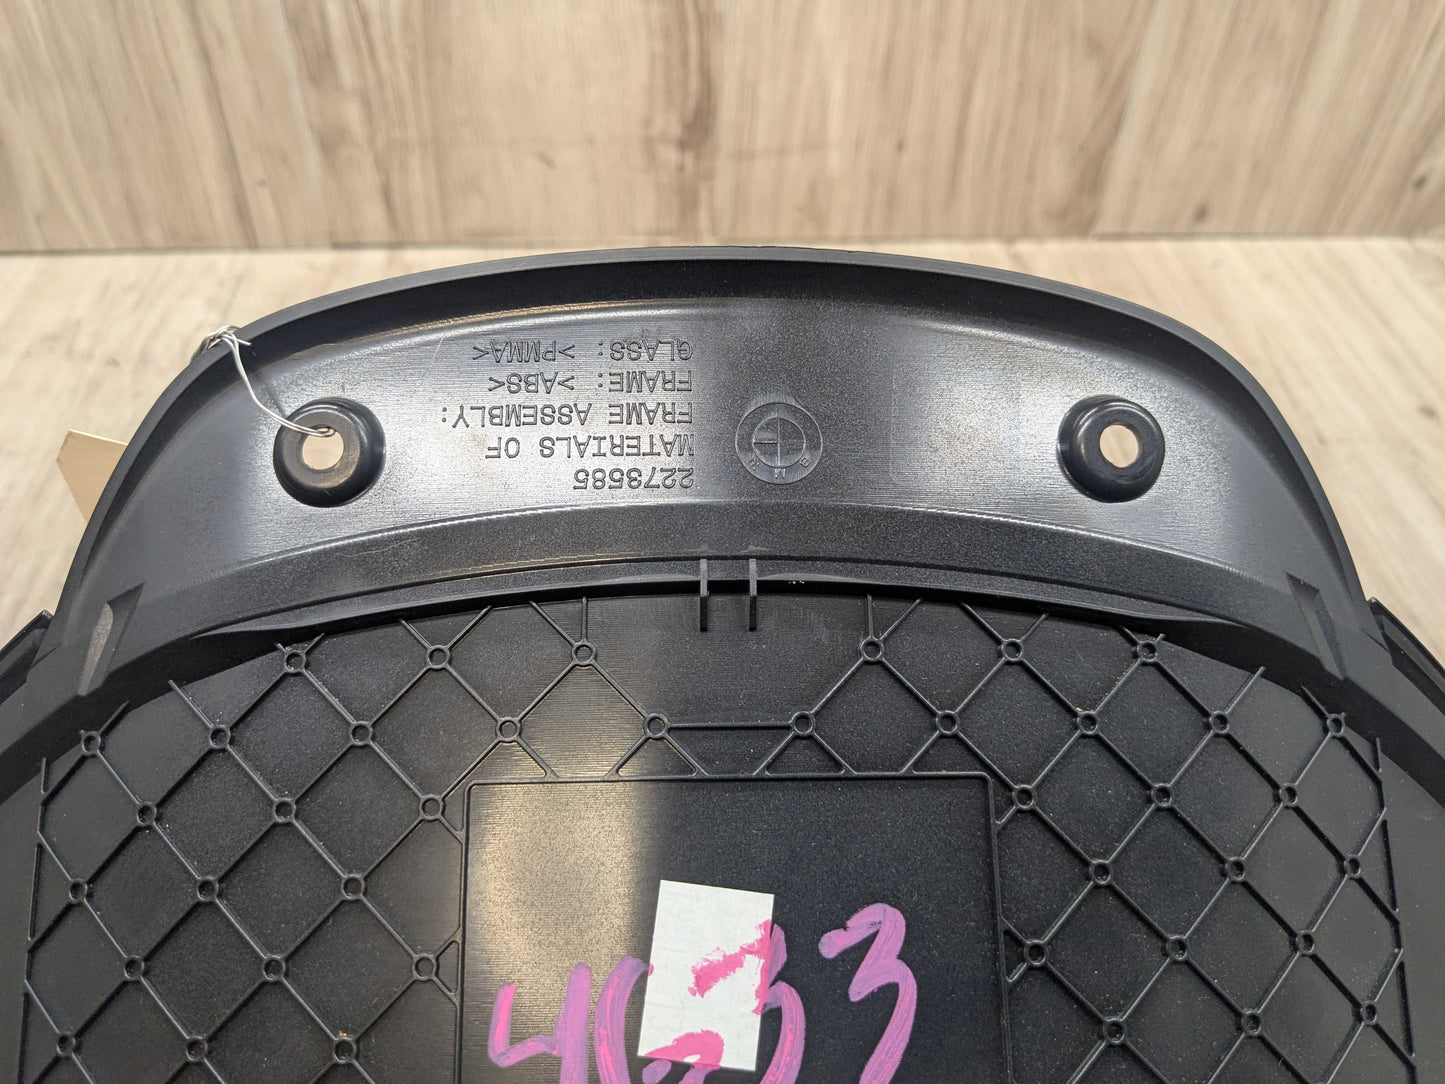 2273585
MATERIALS OF
FRAME ASSEMBLY:
FRAME: >ABS<
GLASS: >PMMA<